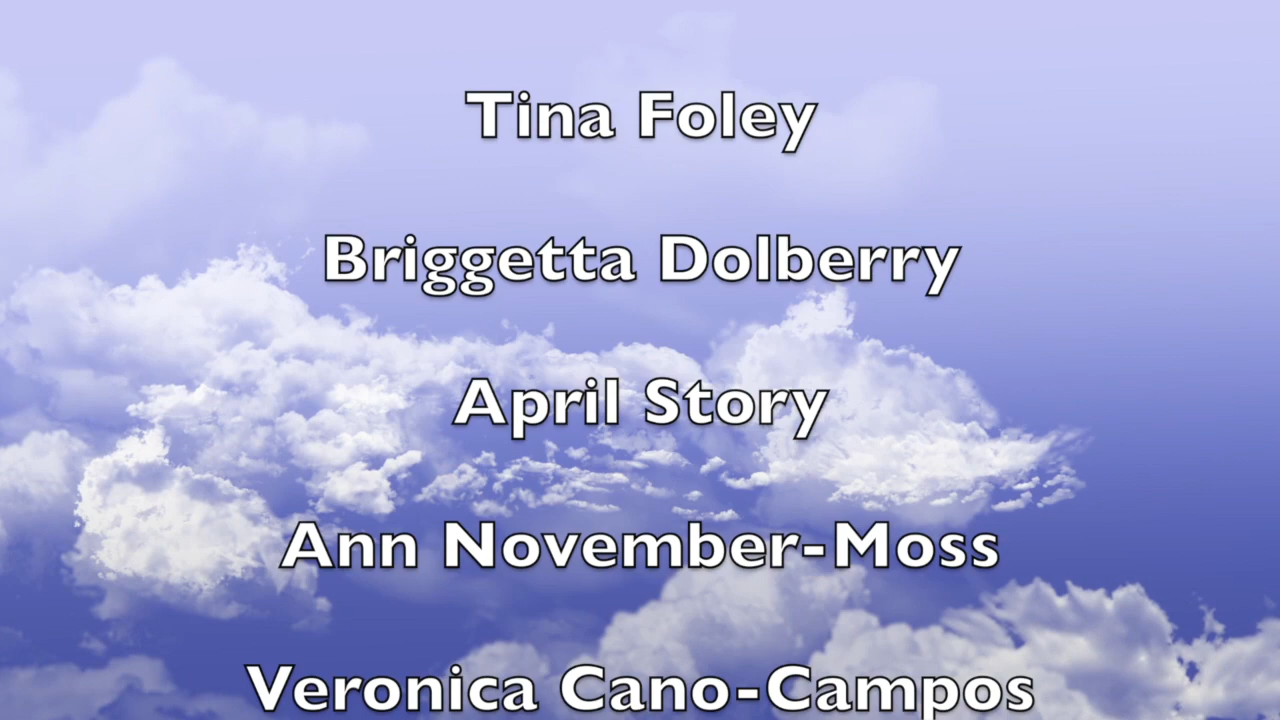 Tina Foley
Briggetta Dolberry
April Story
Ann November-Moss
Veronica Cano-Campos